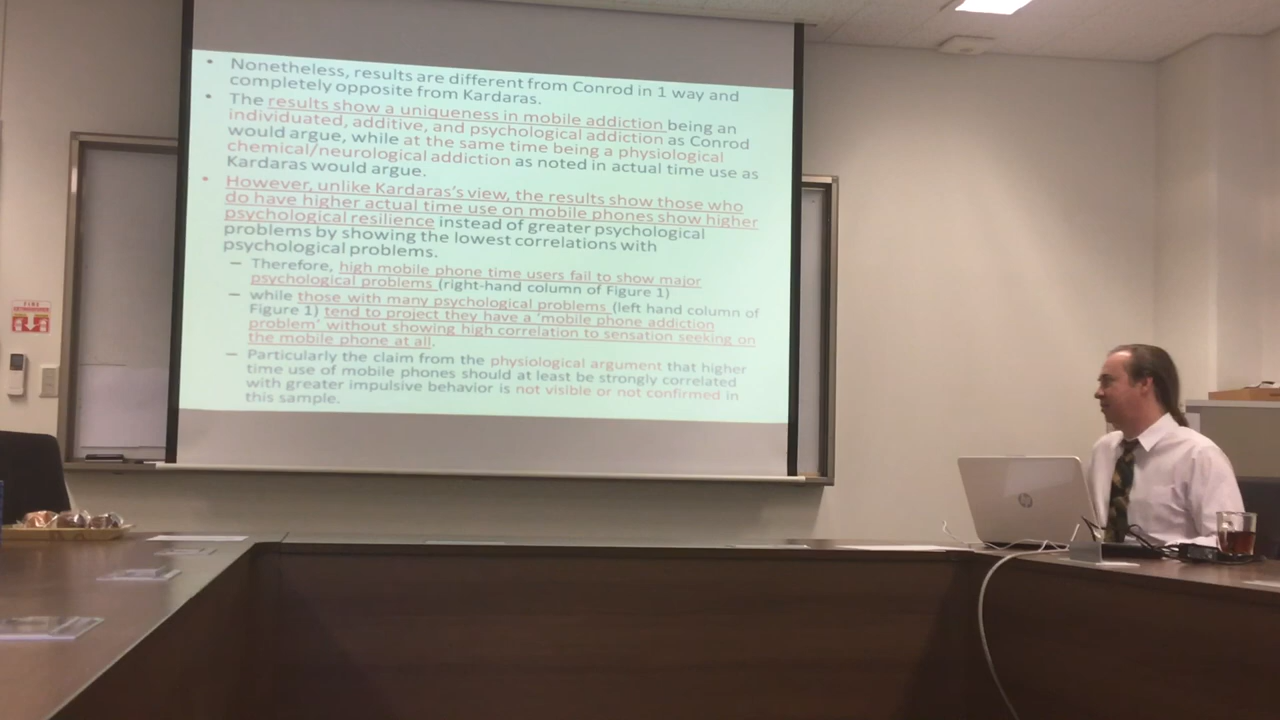 • Nonetheless, results are different from Conrod in 1 way and
completely opposite from Kardaras.
• The results show a uniqueness in mobile addiction being an
individuated, additive, and psychological addiction as Conrod
would argue, while at the same time being a physiological
chemical/neurological addiction as noted in actual time use as
Kardaras would argue.
• However, unlike Kardaras's view, the results show those who
do have higher actual time use on mobile phones show higher
psychological resilience instead of greater psychological
problems by showing the lowest correlations with
psychological problems.
– Therefore, high mobile phone time users fail to show major
psychological problems (right-hand column of Figure 1)
– while those with many psychological problems (left hand column of
Figure 1) tend to project they have a 'mobile phone addiction
problem' without showing high correlation to sensation seeking on
the mobile phone at all.
– Particularly the claim from the physiological argument that higher
time use of mobile phones should at least be strongly correlated
with greater impulsive behavior is not visible or not confirmed in
this sample.
FIRE
EXTINGUISHER
hp